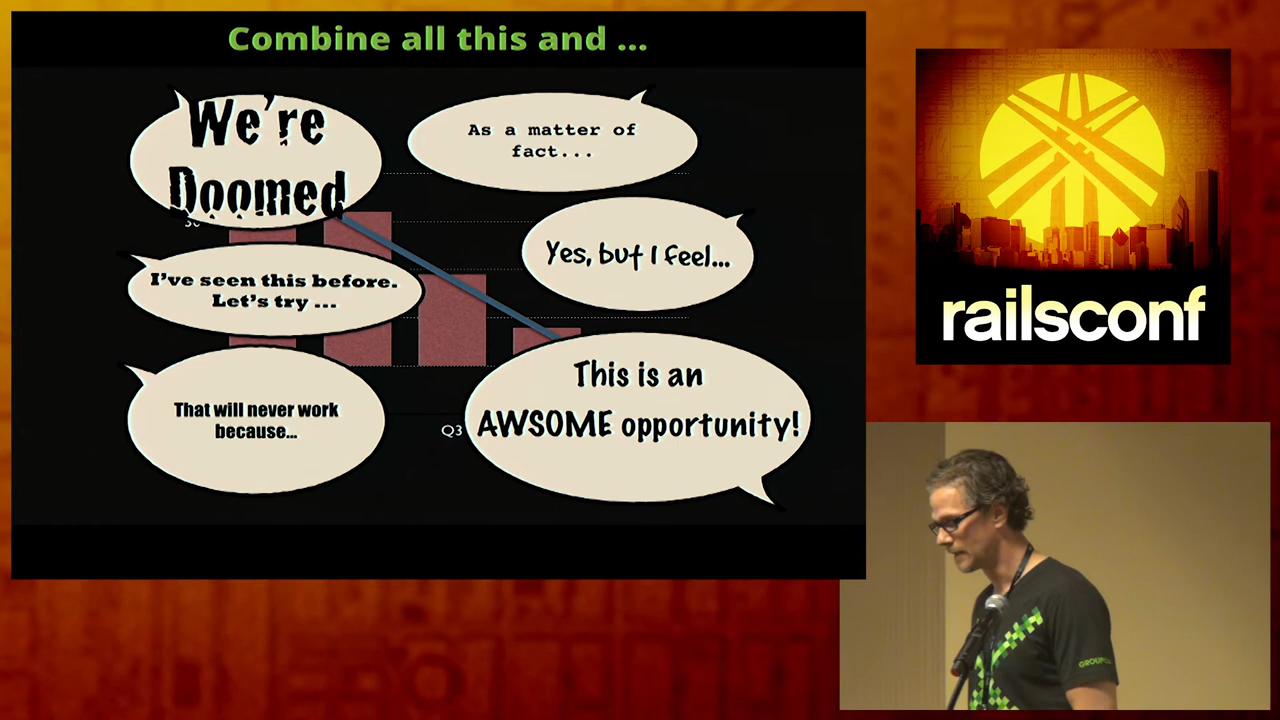 Combine all this and ...
We're
Doomed
As a matter of
fact...
Yes, but I feel...
I've seen this before.
Let's try ...
That will never work
because...
This is an
AWSOME opportunity!
Q3
railsconf